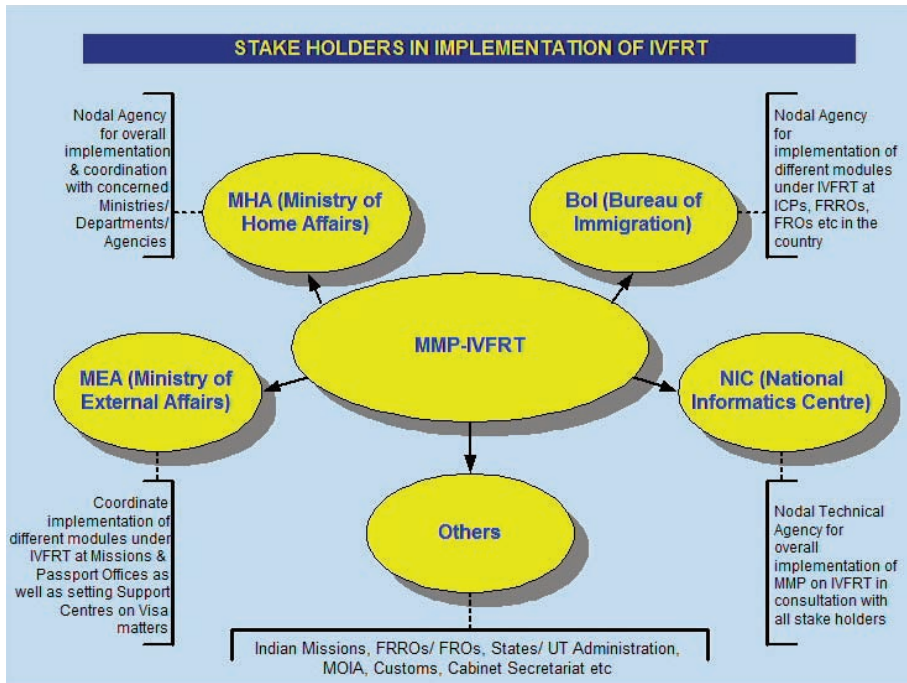 STAKE HOLDERS IN IMPLEMENTATION OF IVFRT
Nodal Agency
for overall
implementation
& coordination
with concerned
Ministries/
Departments/
Agencies
MHA (Ministry of
Home Affairs)
BoI (Bureau of
Immigration)
Nodal Agency
for
implementation of
different modules
under IVFRT at
ICPs, FRROs,
FROs etc in the
country
MMP-IVFRT
MEA (Ministry of
External Affairs)
NIC (National
Informatics Centre)
Coordinate
implementation of
different modules under
IVFRT at Missions &
Passport Offices as
well as setting Support
Centres on Visa
matters
Others
Nodal Technical
Agency for
overall
implementation of
MMP on IVFRT in
consultation with
all stake holders
Indian Missions, FRROs/ FROs, States/ UT Administration,
MOIA, Customs, Cabinet Secretariat etc